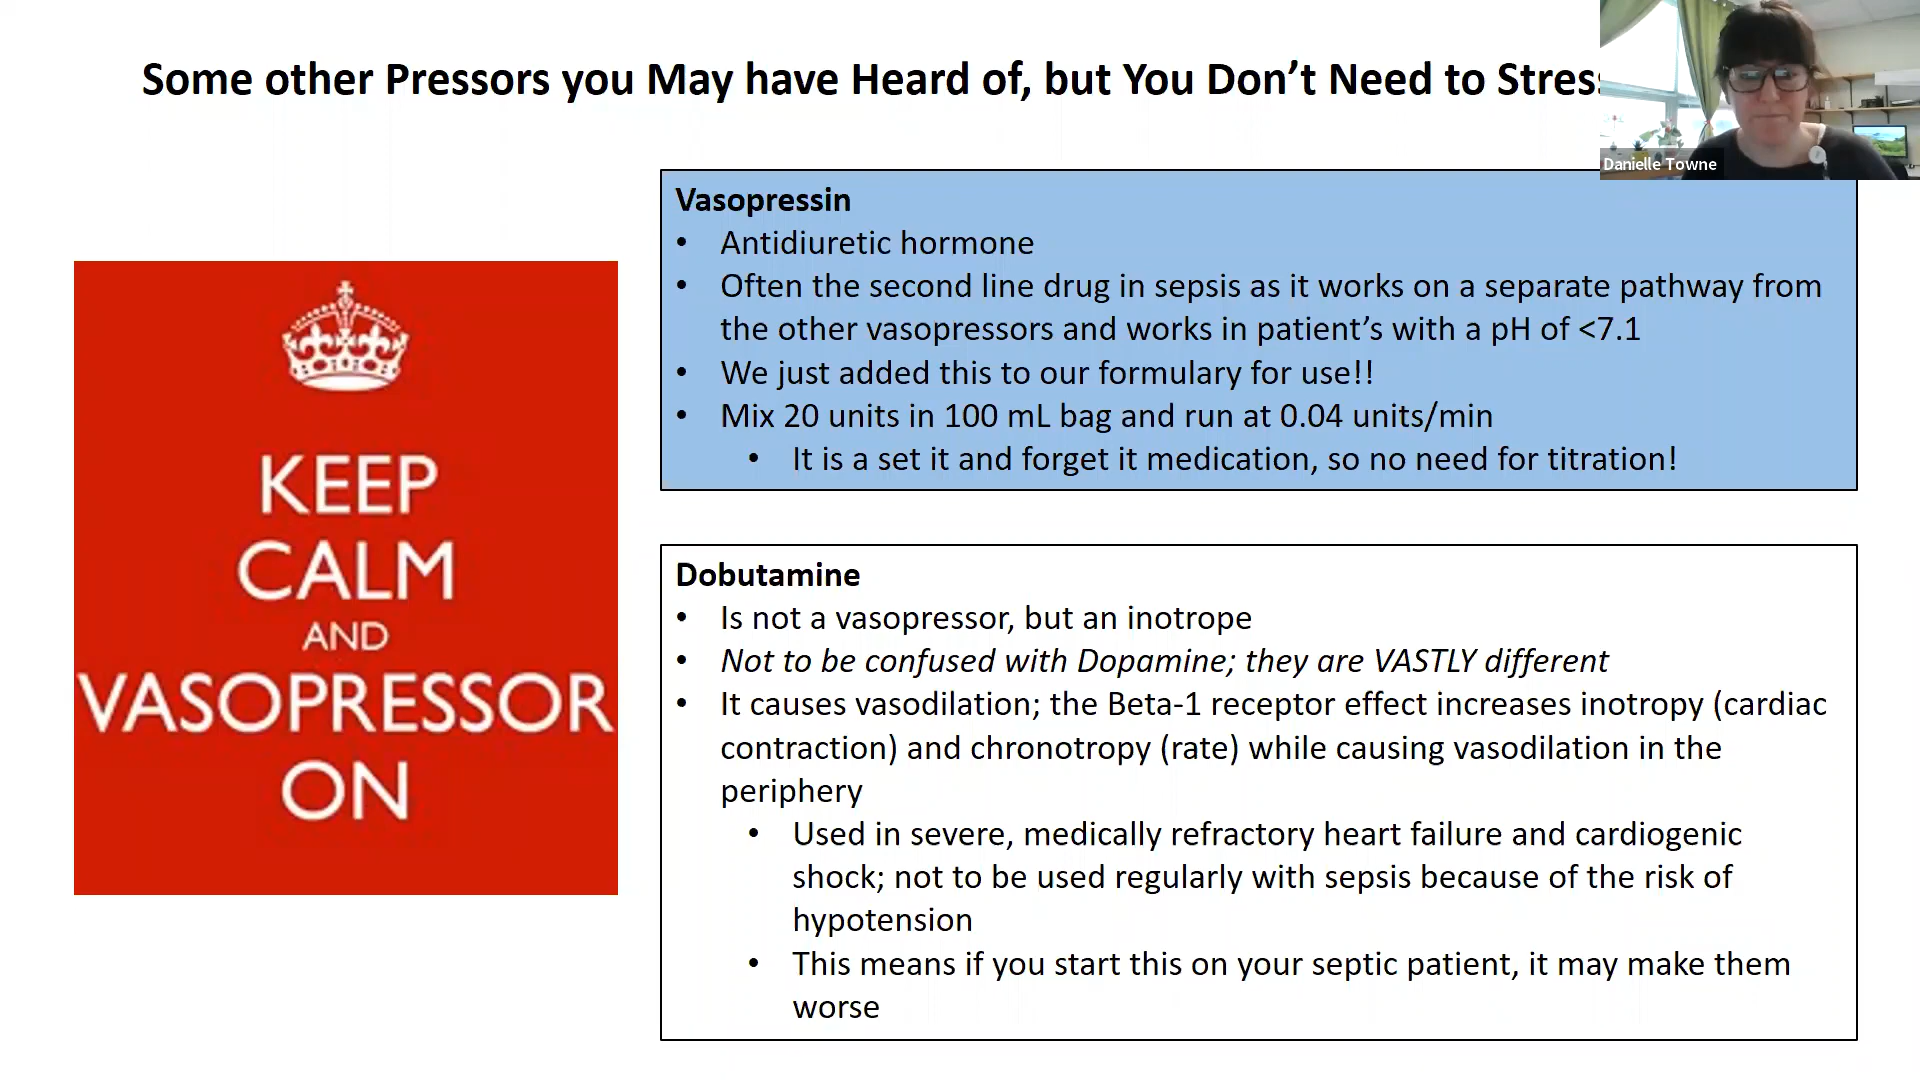 Some other Pressors you May have Heard of, but You Don’t Need to Stress
Danielle Towne
KEEP
CALM
AND
VASOPRESSOR
ON
Vasopressin
• Antidiuretic hormone
• Often the second line drug in sepsis as it works on a separate pathway from
the other vasopressors and works in patient’s with a pH of <7.1
• We just added this to our formulary for use!!
• Mix 20 units in 100 mL bag and run at 0.04 units/min
• It is a set it and forget it medication, so no need for titration!
Dobutamine
• Is not a vasopressor, but an inotrope
• Not to be confused with Dopamine; they are VASTLY different
• It causes vasodilation; the Beta-1 receptor effect increases inotropy (cardiac
contraction) and chronotropy (rate) while causing vasodilation in the
periphery
• Used in severe, medically refractory heart failure and cardiogenic
shock; not to be used regularly with sepsis because of the risk of
hypotension
• This means if you start this on your septic patient, it may make them
worse